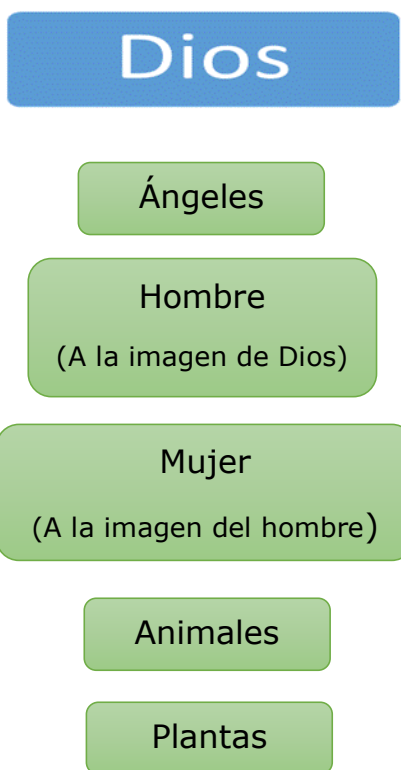 Dios
Ángeles
Hombre
(A la imagen de Dios)
Mujer
(A la imagen del hombre)
Animales
Plantas